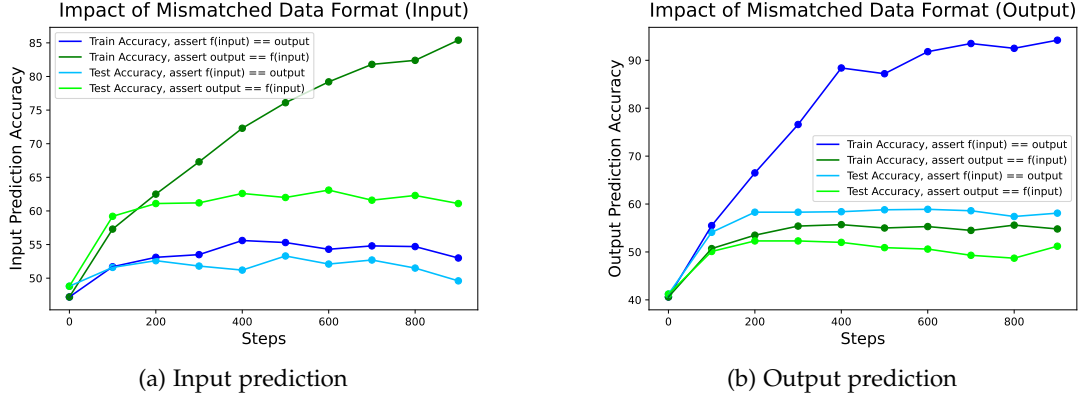 Impact of Mismatched Data Format (Input)
Train Accuracy, assert f(input) == output
Train Accuracy, assert output == f(input)
Test Accuracy, assert f(input) == output
Test Accuracy, assert output == f(input)
Input Prediction Accuracy
85
80
75
70
65
60
55
50
0 200 400 600 800
Steps
(a) Input prediction
Impact of Mismatched Data Format (Output)
Train Accuracy, assert f(input) == output
Train Accuracy, assert output == f(input)
Test Accuracy, assert f(input) == output
Test Accuracy, assert output == f(input)
Output Prediction Accuracy
90
80
70
60
50
40
0 200 400 600 800
Steps
(b) Output prediction